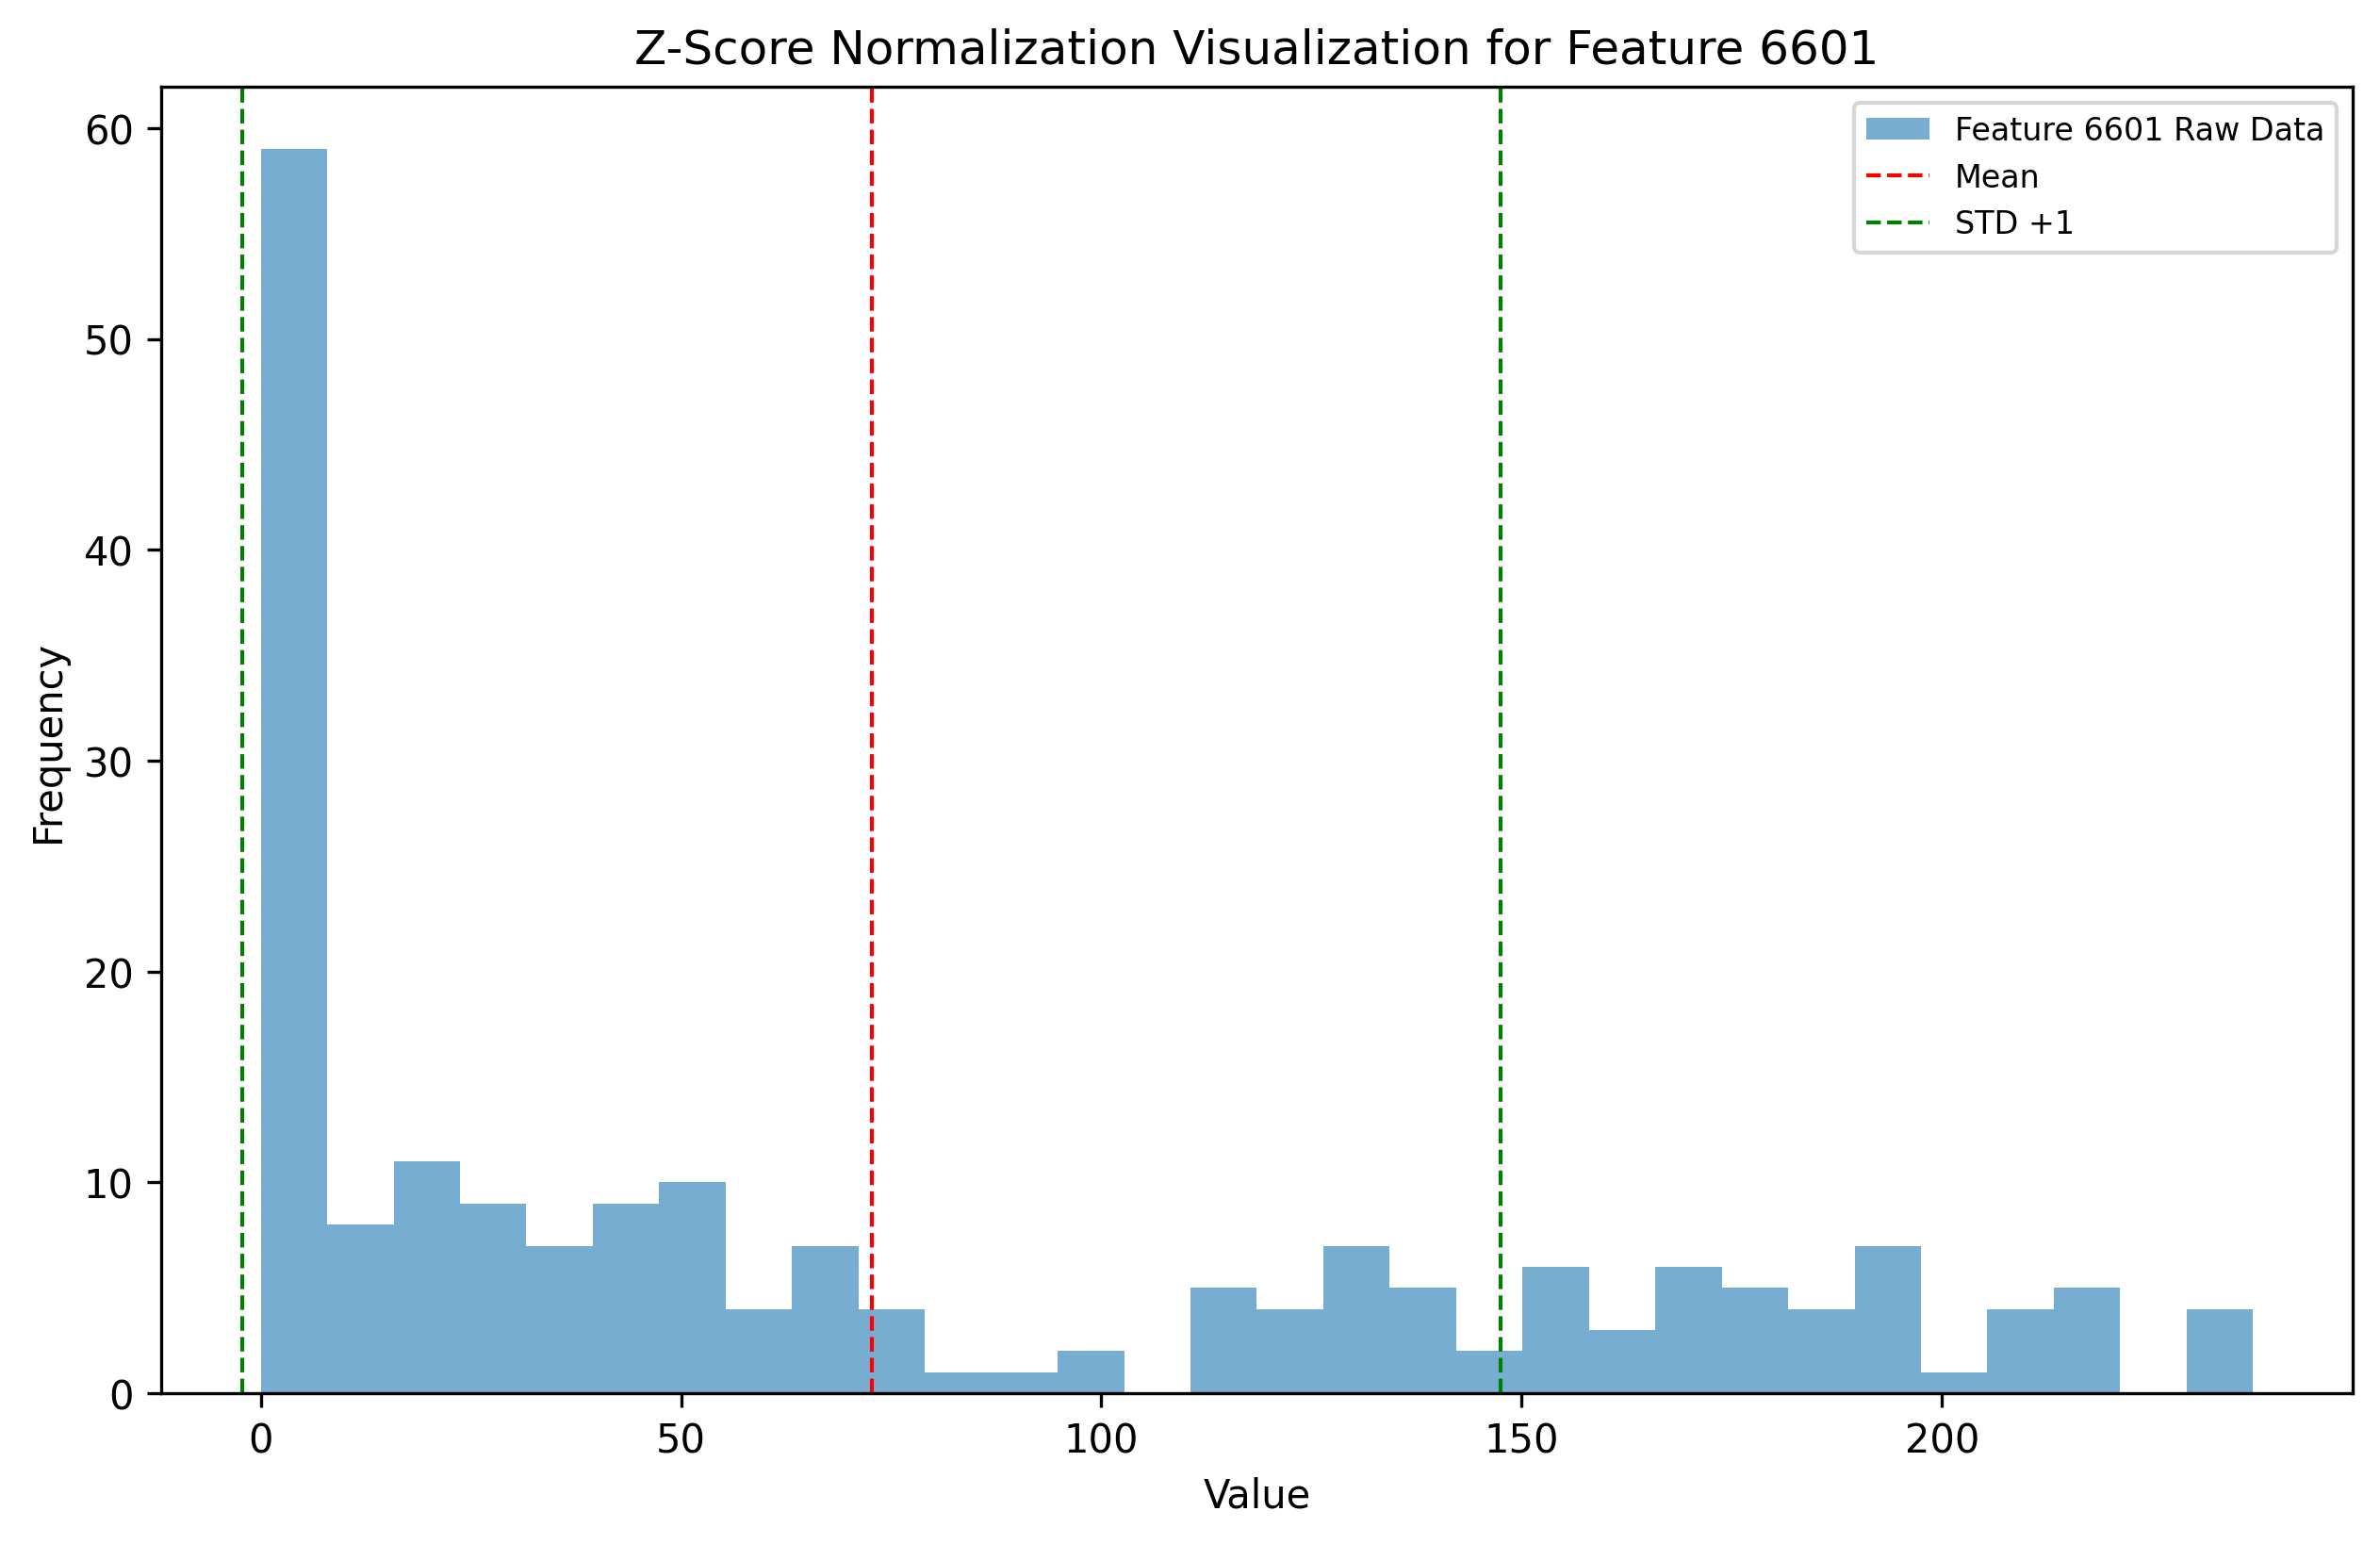 Z-Score Normalization Visualization for Feature 6601
Feature 6601 Raw Data
Mean
STD +1
60
50
40
30
20
10
0
Frequency
0 50 100 150 200
Value